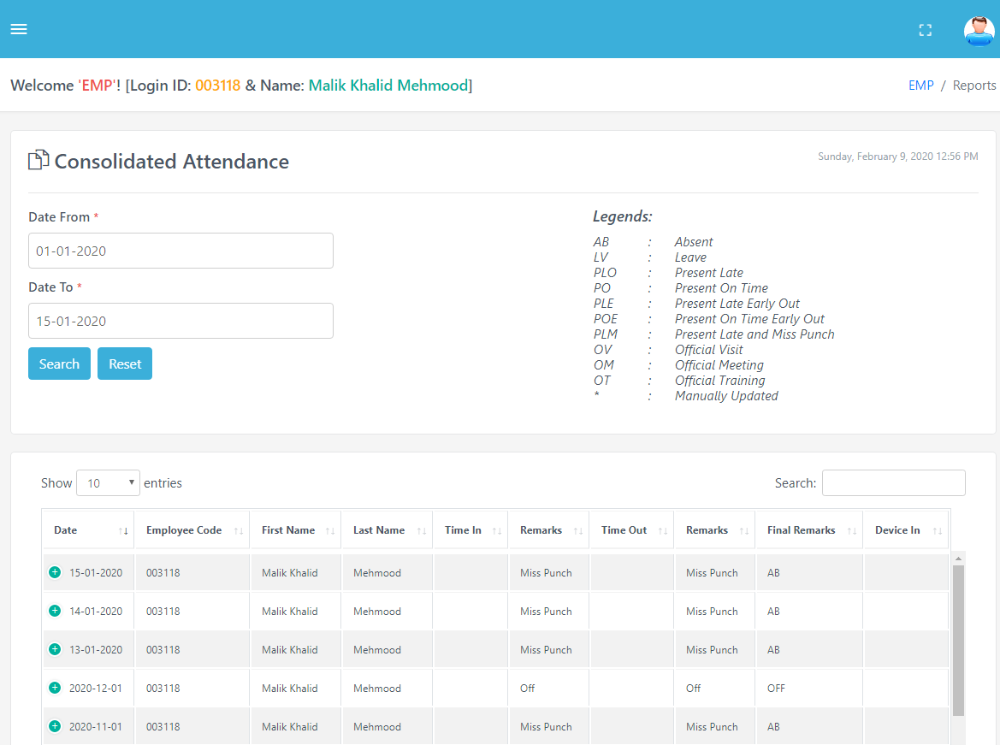 Welcome 'EMP'! [Login ID: 003118 & Name: Malik Khalid Mehmood]
EMP / Reports
Consolidated Attendance
Sunday, February 9, 2020 12:56 PM
Date From *
01-01-2020
Date To *
15-01-2020
Search Reset
Legends:
AB : Absent
LV : Leave
PLO : Present Late
PO : Present On Time
PLE : Present Late Early Out
POE : Present On Time Early Out
PLM : Present Late and Miss Punch
OV : Official Visit
OM : Official Meeting
OT : Official Training
* : Manually Updated
Show 10 entries
Search:
Date Employee Code First Name Last Name Time In Remarks Time Out Remarks Final Remarks Device In
15-01-2020 003118 Malik Khalid Mehmood Miss Punch Miss Punch AB
14-01-2020 003118 Malik Khalid Mehmood Miss Punch Miss Punch AB
13-01-2020 003118 Malik Khalid Mehmood Miss Punch Miss Punch AB
2020-12-01 003118 Malik Khalid Mehmood Off Off OFF
2020-11-01 003118 Malik Khalid Mehmood Miss Punch Miss Punch AB